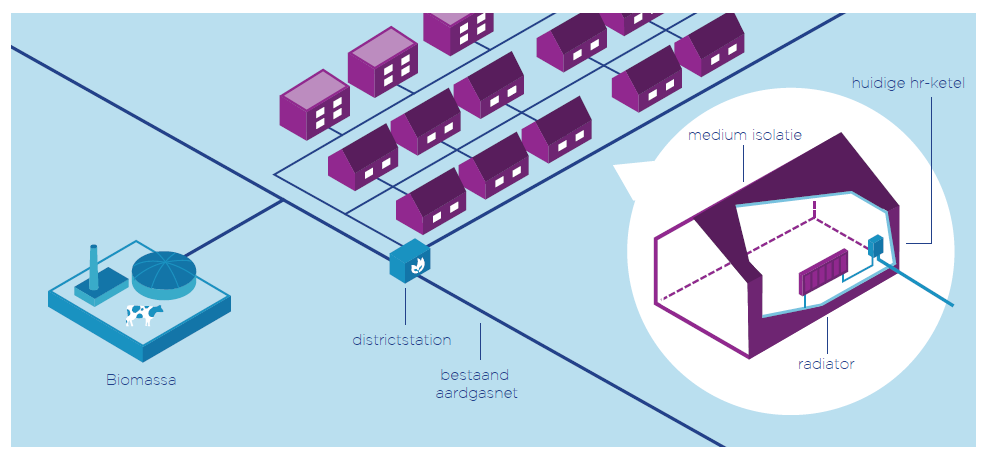 huidige hr-ketel
medium isolatie
districtstation
radiator
bestaand
aardgasnet
Biomassa